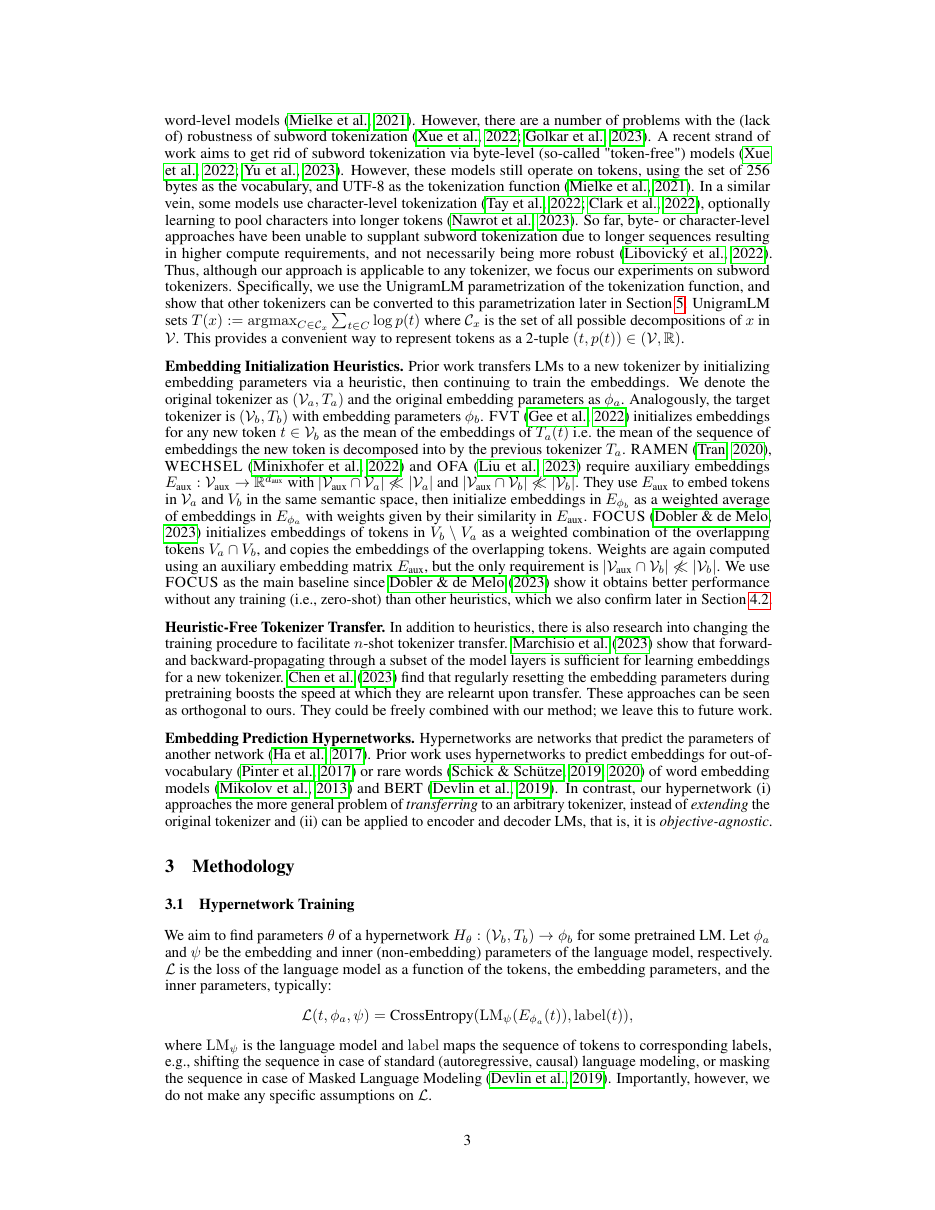 word-level models (Mielke et al., 2021). However, there are a number of problems with the (lack
of) robustness of subword tokenization (Xue et al., 2022; Golkar et al., 2023). A recent strand of
work aims to get rid of subword tokenization via byte-level (so-called "token-free") models (Xue
et al., 2022; Yu et al., 2023). However, these models still operate on tokens, using the set of 256
bytes as the vocabulary, and UTF-8 as the tokenization function (Mielke et al., 2021). In a similar
vein, some models use character-level tokenization (Tay et al., 2022; Clark et al., 2022), optionally
learning to pool characters into longer tokens (Nawrot et al., 2023). So far, byte- or character-level
approaches have been unable to supplant subword tokenization due to longer sequences resulting
in higher compute requirements, and not necessarily being more robust (Libovický et al., 2022).
Thus, although our approach is applicable to any tokenizer, we focus our experiments on subword
tokenizers. Specifically, we use the UnigramLM parametrization of the tokenization function, and
show that other tokenizers can be converted to this parametrization later in Section 5. UnigramLM
sets T(x) := argmax_{C∈𝒞_x} ∑_{t∈C} log p(t) where 𝒞_x is the set of all possible decompositions of x in
𝒱. This provides a convenient way to represent tokens as a 2-tuple (t, p(t)) ∈ (𝒱, ℝ).
Embedding Initialization Heuristics. Prior work transfers LMs to a new tokenizer by initializing
embedding parameters via a heuristic, then continuing to train the embeddings. We denote the
original tokenizer as (𝒱_a, T_a) and the original embedding parameters as ϕ_a. Analogously, the target
tokenizer is (𝒱_b, T_b) with embedding parameters ϕ_b. FVT (Gee et al., 2022) initializes embeddings
for any new token t ∈ 𝒱_b as the mean of the embeddings of T_a(t) i.e. the mean of the sequence of
embeddings the new token is decomposed into by the previous tokenizer T_a. RAMEN (Tran, 2020),
WECHSEL (Minixhofer et al., 2022) and OFA (Liu et al., 2023) require auxiliary embeddings
E_aux : 𝒱_aux → ℝ^{d_aux} with |𝒱_aux ∩ 𝒱_a| ≪̸ |𝒱_a| and |𝒱_aux ∩ 𝒱_b| ≪̸ |𝒱_b|. They use E_aux to embed tokens
in 𝒱_a and V_b in the same semantic space, then initialize embeddings in E_{ϕ_b} as a weighted average
of embeddings in E_{ϕ_a} with weights given by their similarity in E_aux. FOCUS (Dobler & de Melo,
2023) initializes embeddings of tokens in V_b \ V_a as a weighted combination of the overlapping
tokens V_a ∩ V_b, and copies the embeddings of the overlapping tokens. Weights are again computed
using an auxiliary embedding matrix E_aux, but the only requirement is |𝒱_aux ∩ 𝒱_b| ≪̸ |𝒱_b|. We use
FOCUS as the main baseline since Dobler & de Melo (2023) show it obtains better performance
without any training (i.e., zero-shot) than other heuristics, which we also confirm later in Section 4.2.
Heuristic-Free Tokenizer Transfer. In addition to heuristics, there is also research into changing the
training procedure to facilitate n-shot tokenizer transfer. Marchisio et al. (2023) show that forward-
and backward-propagating through a subset of the model layers is sufficient for learning embeddings
for a new tokenizer. Chen et al. (2023) find that regularly resetting the embedding parameters during
pretraining boosts the speed at which they are relearnt upon transfer. These approaches can be seen
as orthogonal to ours. They could be freely combined with our method; we leave this to future work.
Embedding Prediction Hypernetworks. Hypernetworks are networks that predict the parameters of
another network (Ha et al., 2017). Prior work uses hypernetworks to predict embeddings for out-of-
vocabulary (Pinter et al., 2017) or rare words (Schick & Schütze, 2019, 2020) of word embedding
models (Mikolov et al., 2013) and BERT (Devlin et al., 2019). In contrast, our hypernetwork (i)
approaches the more general problem of transferring to an arbitrary tokenizer, instead of extending the
original tokenizer and (ii) can be applied to encoder and decoder LMs, that is, it is objective-agnostic.
3 Methodology
3.1 Hypernetwork Training
We aim to find parameters θ of a hypernetwork H_θ : (𝒱_b, T_b) → ϕ_b for some pretrained LM. Let ϕ_a
and ψ be the embedding and inner (non-embedding) parameters of the language model, respectively.
ℒ is the loss of the language model as a function of the tokens, the embedding parameters, and the
inner parameters, typically:
ℒ(t, ϕ_a, ψ) = CrossEntropy(LM_ψ(E_{ϕ_a}(t)), label(t)),
where LM_ψ is the language model and label maps the sequence of tokens to corresponding labels,
e.g., shifting the sequence in case of standard (autoregressive, causal) language modeling, or masking
the sequence in case of Masked Language Modeling (Devlin et al., 2019). Importantly, however, we
do not make any specific assumptions on ℒ.
3